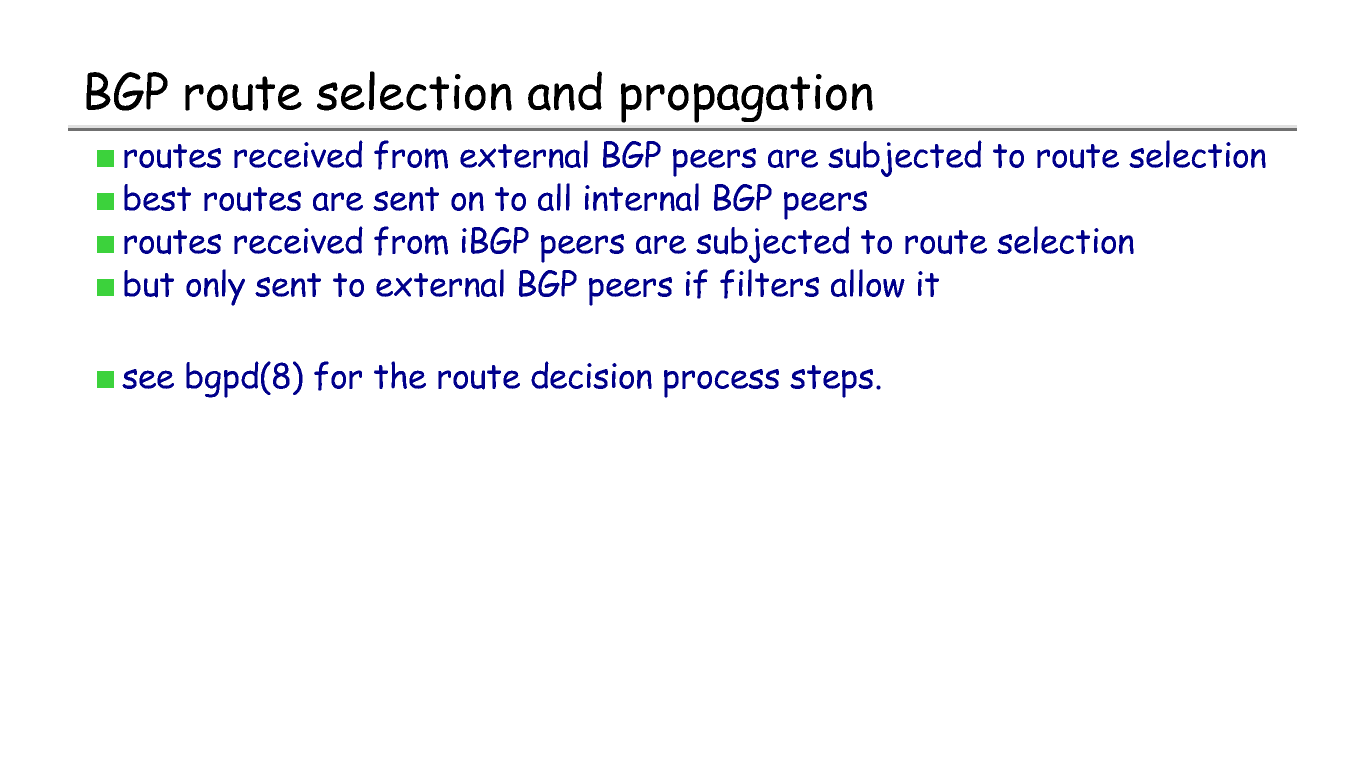 BGP route selection and propagation
routes received from external BGP peers are subjected to route selection
best routes are sent on to all internal BGP peers
routes received from iBGP peers are subjected to route selection
but only sent to external BGP peers if filters allow it
see bgpd(8) for the route decision process steps.